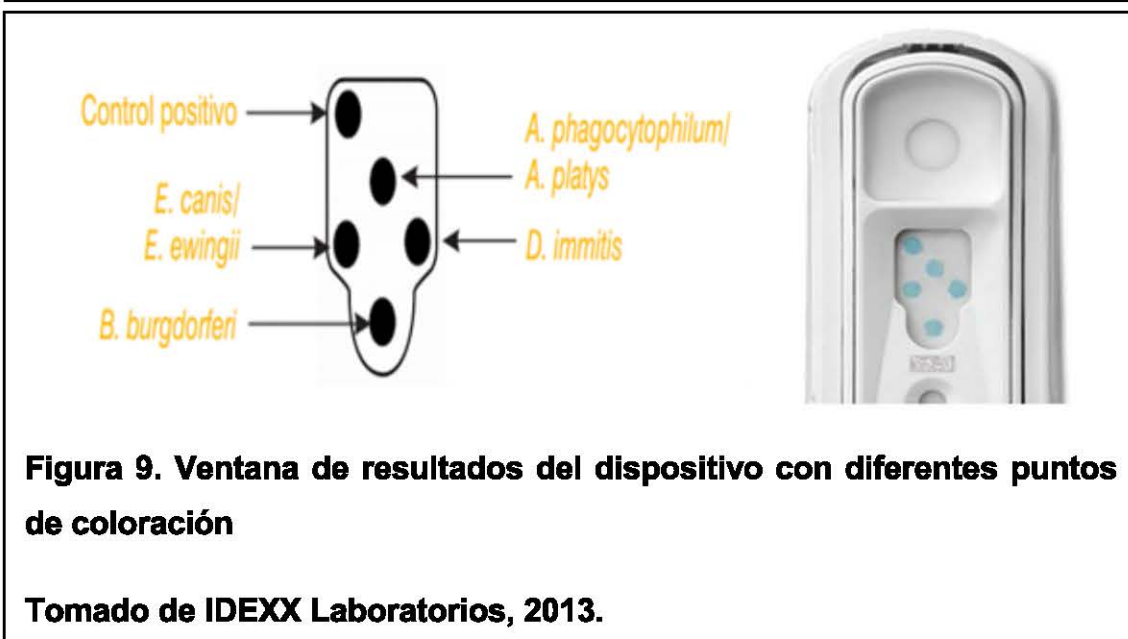 Control positivo
A. phagocytophilum/
A. platys
E. canis/
E. ewingii
D. immitis
B. burgdorferi
Figura 9. Ventana de resultados del dispositivo con diferentes puntos
de coloración
Tomado de IDEXX Laboratorios, 2013.